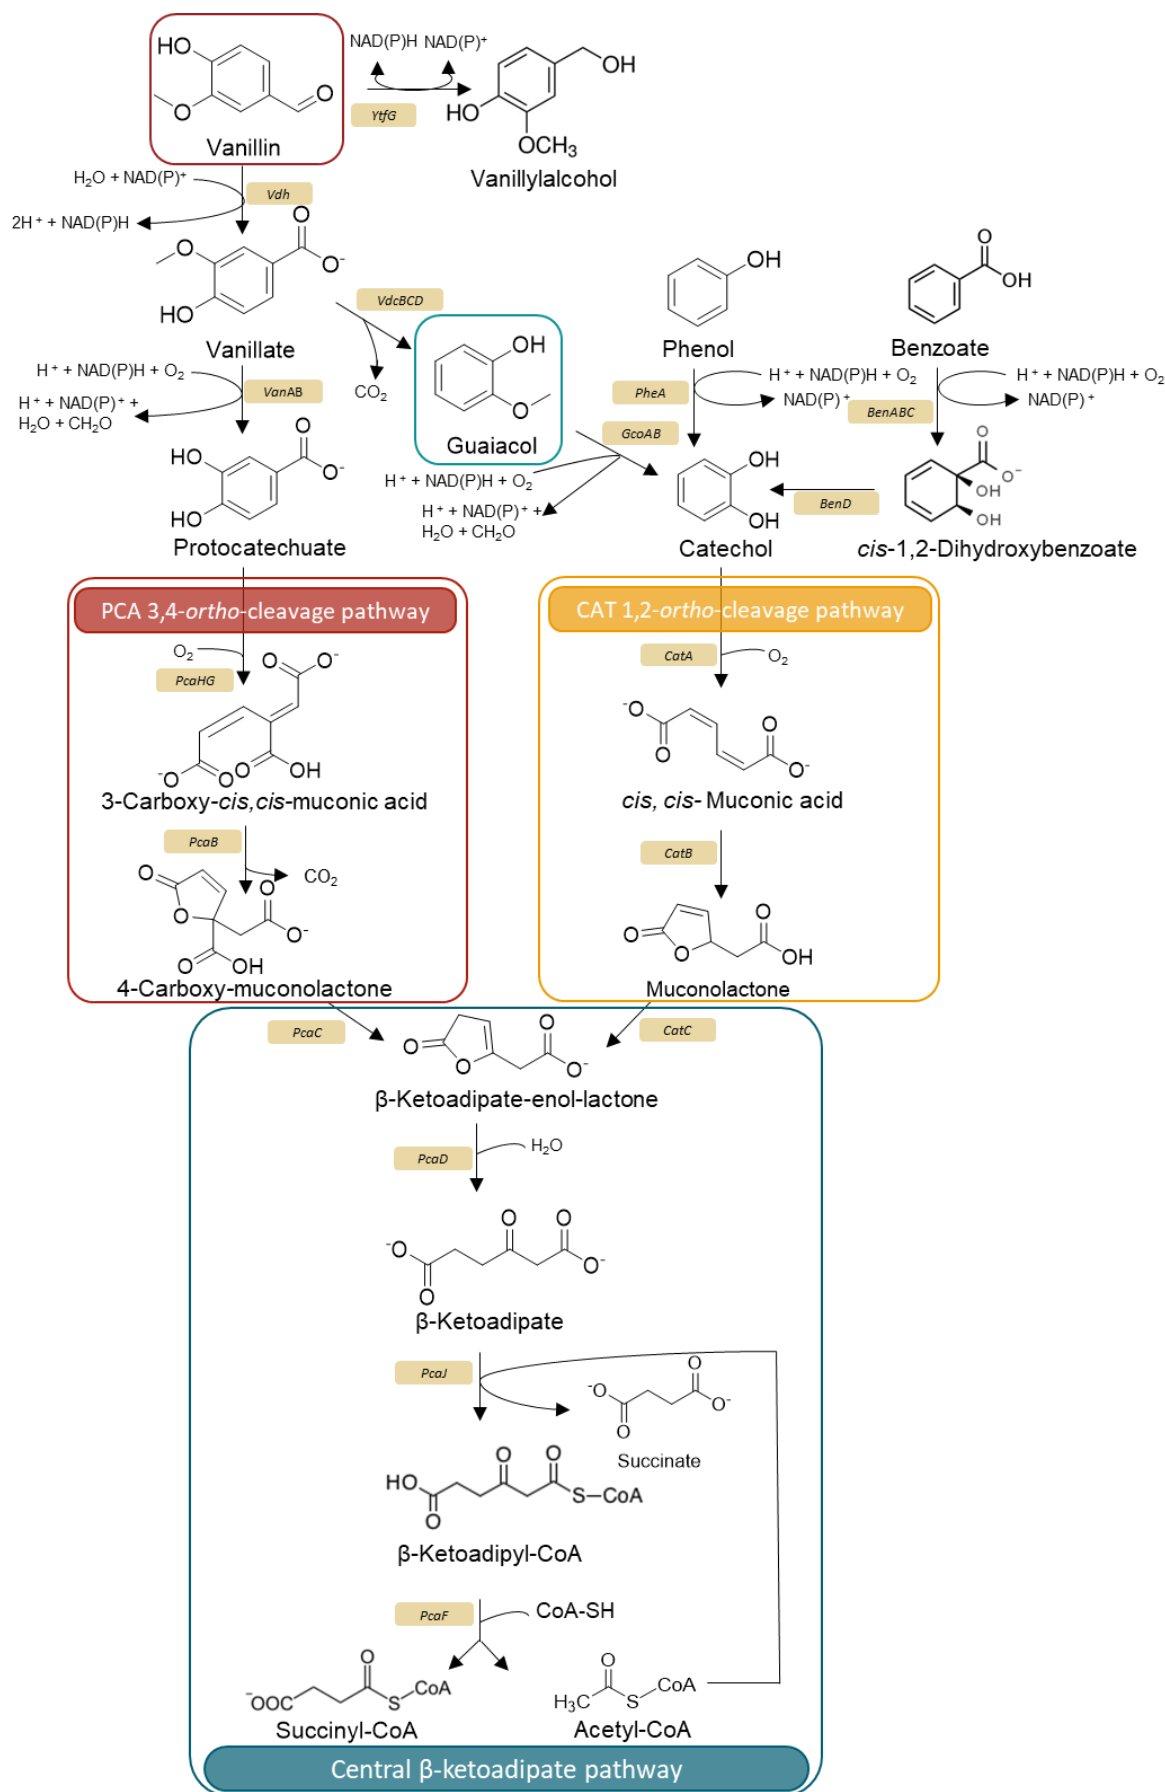 HO
O
O
Vanillin
NAD(P)H NAD(P)⁺
YtfG
OH
HO
OCH₃
Vanillylalcohol
H₂O + NAD(P)⁺
Vdh
2H⁺ + NAD(P)H
O
O
O⁻
HO
Vanillate
VdcBCD
CO₂
OH
O
Guaiacol
OH
Phenol
O
OH
Benzoate
H⁺ + NAD(P)H + O₂
VanAB
H⁺ + NAD(P)⁺ +
H₂O + CH₂O
PheA
H⁺ + NAD(P)H + O₂
NAD(P)⁺
BenABC
H⁺ + NAD(P)H + O₂
NAD(P)⁺
GcoAB
H⁺ + NAD(P)H + O₂
H⁺ + NAD(P)⁺ +
H₂O + CH₂O
O
HO
O⁻
HO
Protocatechuate
OH
OH
Catechol
BenD
O
O⁻
OH
OH
cis-1,2-Dihydroxybenzoate
PCA 3,4-ortho-cleavage pathway
O₂
PcaHG
O
O⁻
⁻O
O
O
OH
3-Carboxy-cis,cis-muconic acid
PcaB
CO₂
O
O
O
O⁻
O
OH
4-Carboxy-muconolactone
CAT 1,2-ortho-cleavage pathway
CatA
O₂
⁻O
O
O
O⁻
cis, cis- Muconic acid
CatB
O
O
O
OH
Muconolactone
PcaC
CatC
O
O
O
O⁻
β-Ketoadipate-enol-lactone
PcaD
H₂O
O
O
⁻O
O⁻
O
β-Ketoadipate
PcaJ
O
⁻O
O⁻
O
Succinate
O
O
HO
S–CoA
O
β-Ketoadipyl-CoA
PcaF
CoA-SH
O
⁻OOC
S
CoA
Succinyl-CoA
O
H₃C
S
CoA
Acetyl-CoA
Central β-ketoadipate pathway